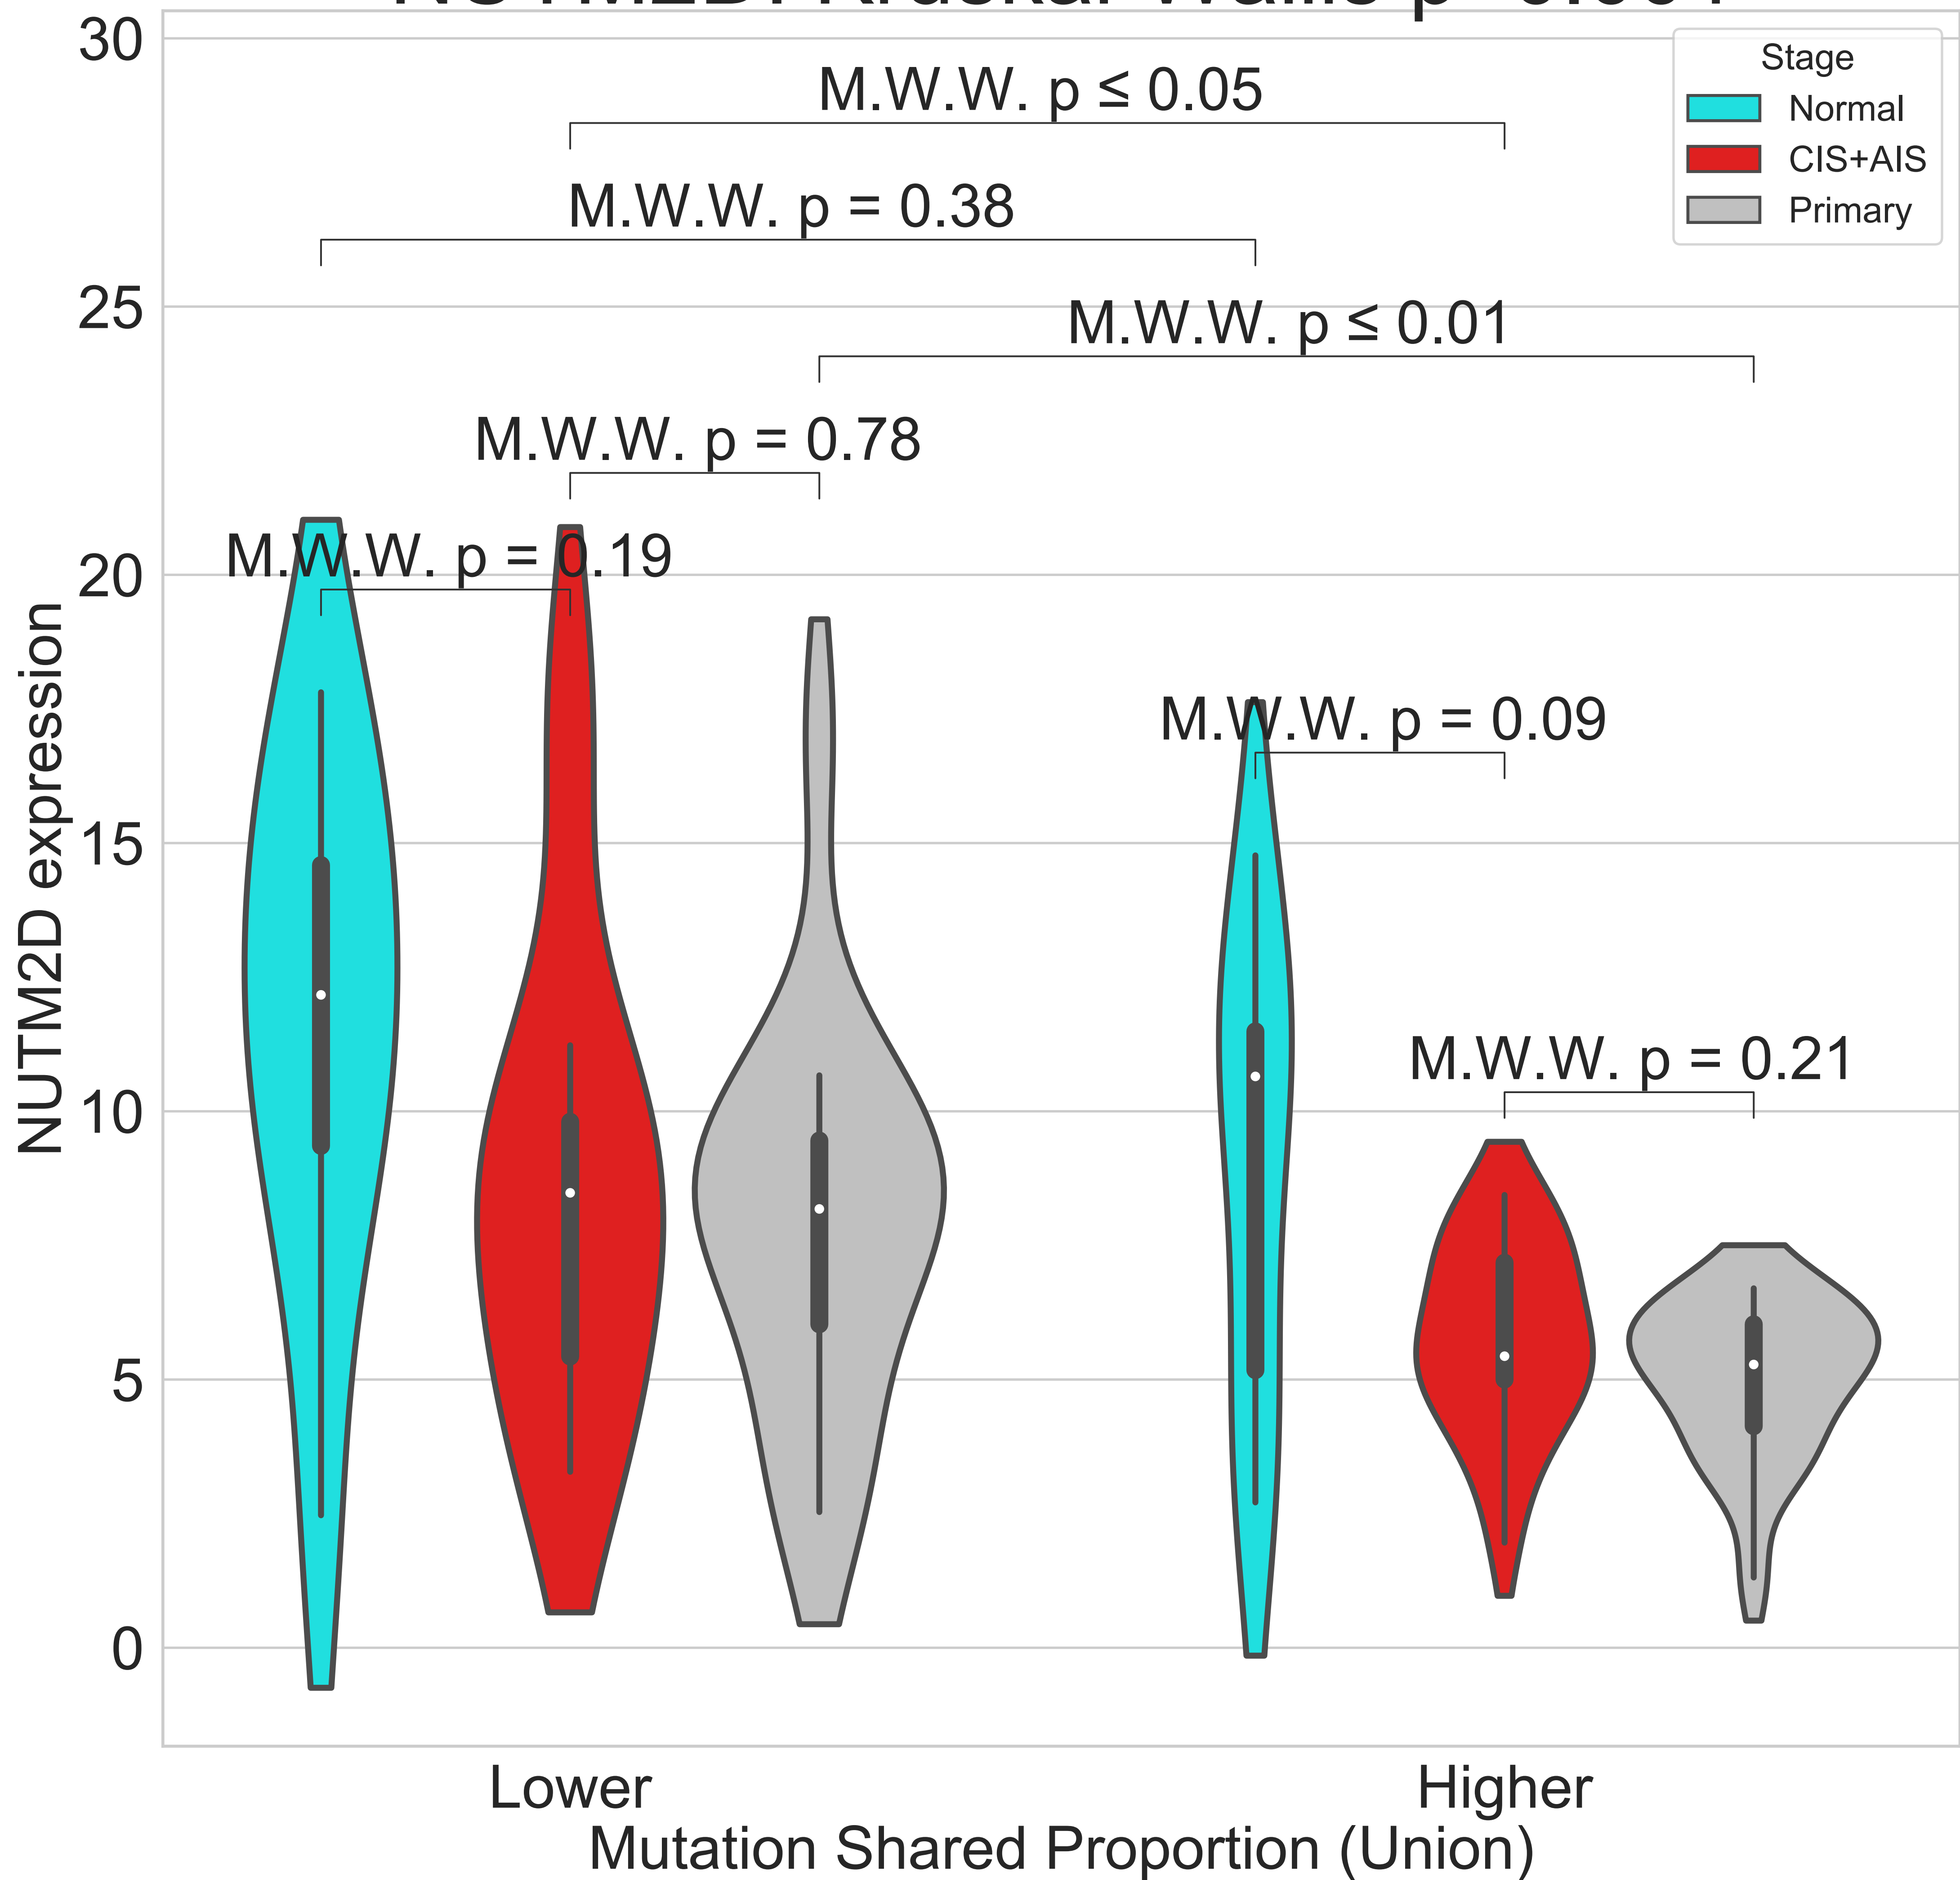 30
25
20
15
10
5
0
NUTM2D expression
Stage
Normal
CIS+AIS
Primary
M.W.W. p ≤ 0.05
M.W.W. p = 0.38
M.W.W. p ≤ 0.01
M.W.W. p = 0.78
M.W.W. p = 0.19
M.W.W. p = 0.09
M.W.W. p = 0.21
Lower
Higher
Mutation Shared Proportion (Union)